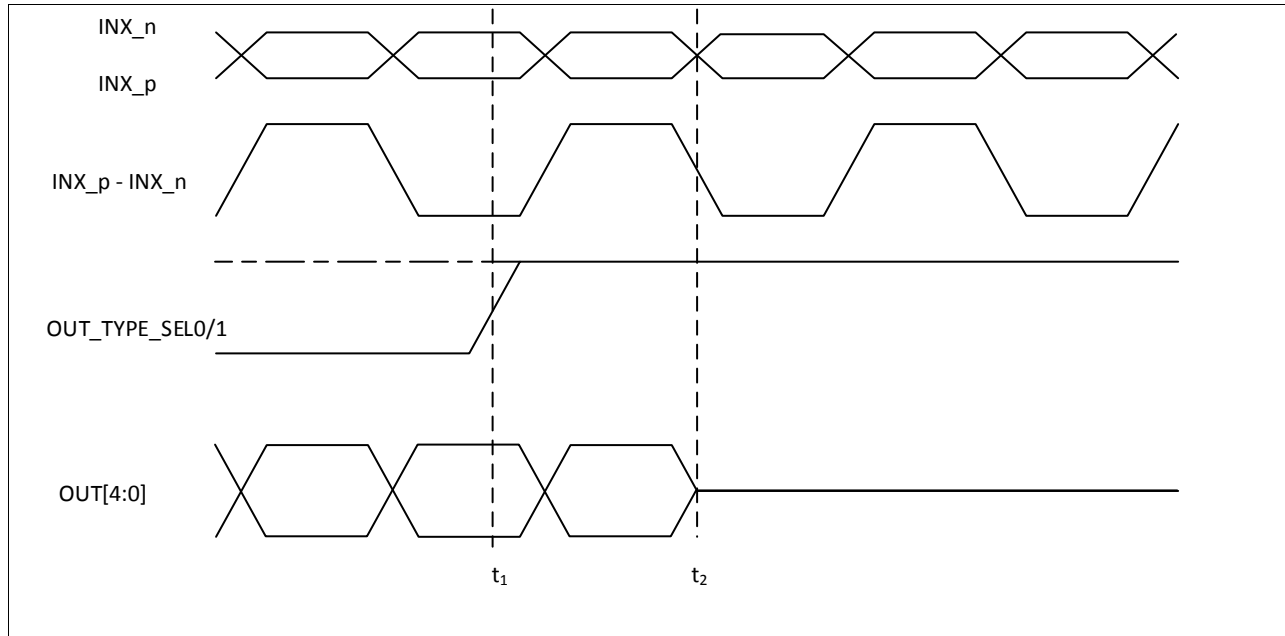 INX_n
INX_p
INX_p - INX_n
OUT_TYPE_SEL0/1
OUT[4:0]
t₁ t₂